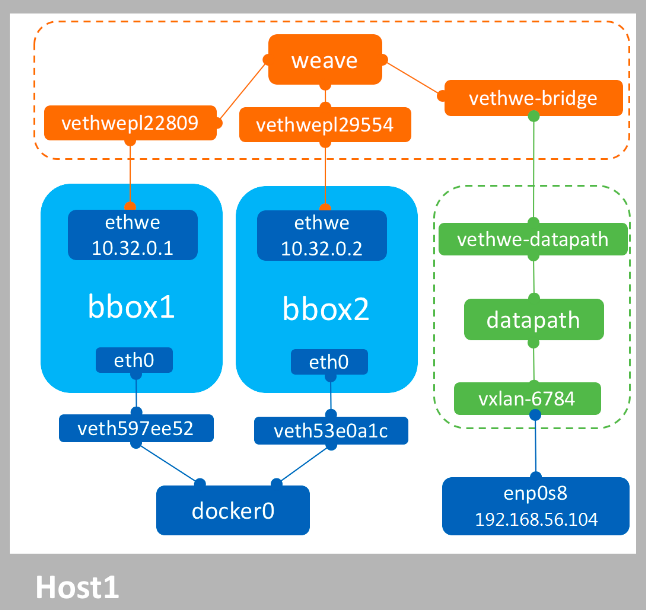 weave
vethwe-bridge
vethwepl22809
vethwepl29554
ethwe
10.32.0.1
bbox1
eth0
ethwe
10.32.0.2
bbox2
eth0
vethwe-datapath
datapath
vxlan-6784
veth597ee52
veth53e0a1c
docker0
enp0s8
192.168.56.104
Host1